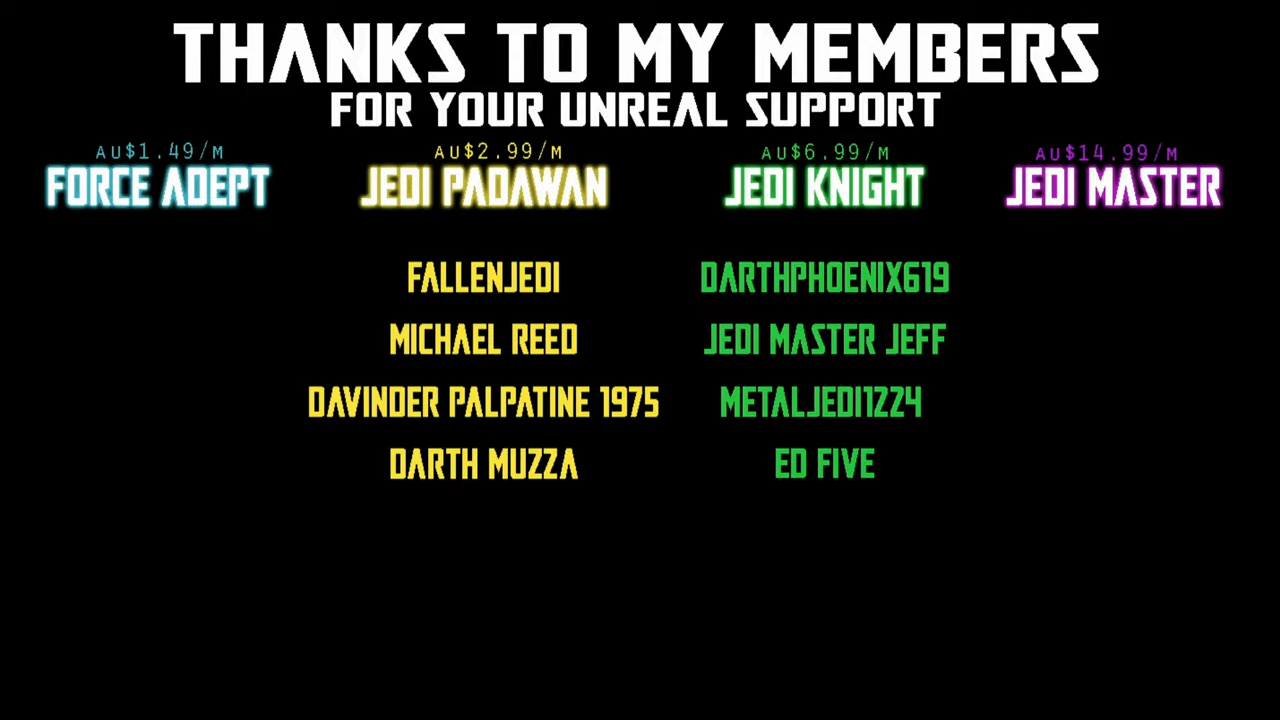 THANKS TO MY MEMBERS
FOR YOUR UNREAL SUPPORT
AU$1.49/M
FORCE ADEPT
AU$2.99/M
JEDI PADAWAN
AU$6.99/M
JEDI KNIGHT
AU$14.99/M
JEDI MASTER
FALLENJEDI
MICHAEL REED
DAVINDER PALPATINE 1975
DARTH MUZZA
DARTHPHOENIX619
JEDI MASTER JEFF
METALJEDI1224
ED FIVE